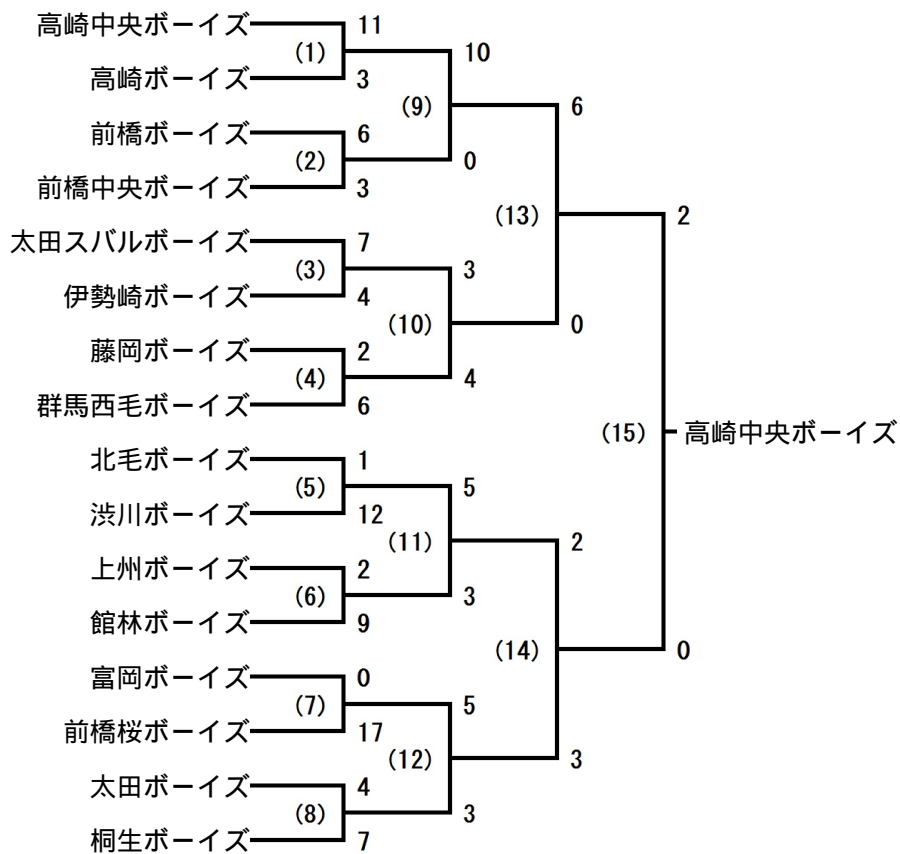 高崎中央ボーイズ 11
(1) 10
高崎ボーイズ 3
(9) 6
前橋ボーイズ 6
(2) 0
前橋中央ボーイズ 3
(13) 2
太田スバルボーイズ 7
(3) 3
伊勢崎ボーイズ 4
(10) 0
藤岡ボーイズ 2
(4) 4
群馬西毛ボーイズ 6
(15) 高崎中央ボーイズ
北毛ボーイズ 1
(5) 5
渋川ボーイズ 12
(11) 2
上州ボーイズ 2
(6) 3
館林ボーイズ 9
(14) 0
富岡ボーイズ 0
(7) 5
前橋桜ボーイズ 17
(12) 3
太田ボーイズ 4
(8) 3
桐生ボーイズ 7